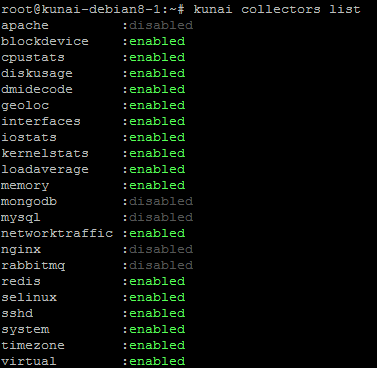 root@kunai-debian8-1:~# kunai collectors list
apache         :disabled
blockdevice    :enabled
cpustats       :enabled
diskusage      :enabled
dmidecode      :enabled
geoloc         :enabled
interfaces     :enabled
iostats        :enabled
kernelstats    :enabled
loadaverage    :enabled
memory         :enabled
mongodb        :disabled
mysql          :disabled
networktraffic :enabled
nginx          :disabled
rabbitmq       :disabled
redis          :enabled
selinux        :enabled
sshd           :enabled
system         :enabled
timezone       :enabled
virtual        :enabled